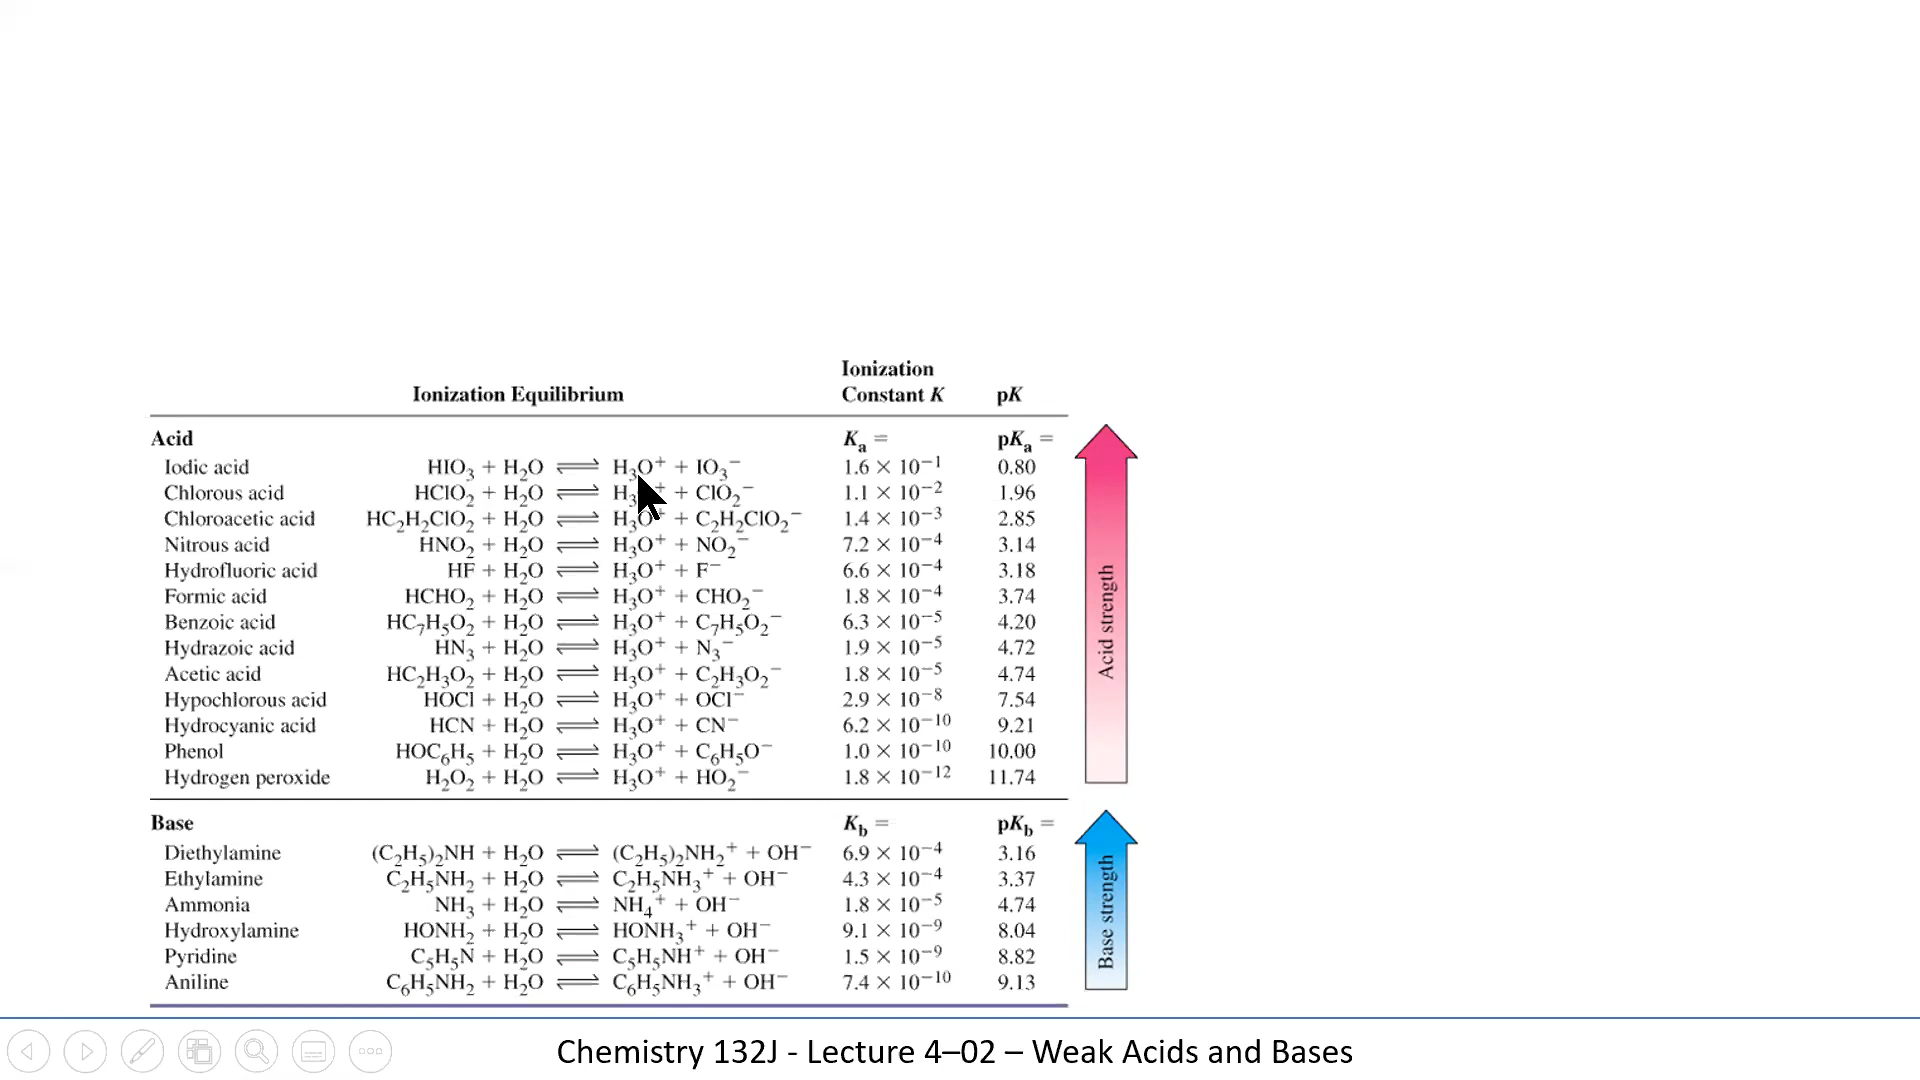 Ionization
Ionization Equilibrium Constant K pK
Acid Kₐ = pKₐ =
Iodic acid HIO₃ + H₂O ⇌ H₃O⁺ + IO₃⁻ 1.6 × 10⁻¹ 0.80
Chlorous acid HClO₂ + H₂O ⇌ H₃ ⁺ + ClO₂⁻ 1.1 × 10⁻² 1.96
Chloroacetic acid HC₂H₂ClO₂ + H₂O ⇌ H₃O⁺ + C₂H₂ClO₂⁻ 1.4 × 10⁻³ 2.85
Nitrous acid HNO₂ + H₂O ⇌ H₃O⁺ + NO₂⁻ 7.2 × 10⁻⁴ 3.14
Hydrofluoric acid HF + H₂O ⇌ H₃O⁺ + F⁻ 6.6 × 10⁻⁴ 3.18
Formic acid HCHO₂ + H₂O ⇌ H₃O⁺ + CHO₂⁻ 1.8 × 10⁻⁴ 3.74
Benzoic acid HC₇H₅O₂ + H₂O ⇌ H₃O⁺ + C₇H₅O₂⁻ 6.3 × 10⁻⁵ 4.20
Hydrazoic acid HN₃ + H₂O ⇌ H₃O⁺ + N₃⁻ 1.9 × 10⁻⁵ 4.72
Acetic acid HC₂H₃O₂ + H₂O ⇌ H₃O⁺ + C₂H₃O₂⁻ 1.8 × 10⁻⁵ 4.74
Hypochlorous acid HOCl + H₂O ⇌ H₃O⁺ + OCl⁻ 2.9 × 10⁻⁸ 7.54
Hydrocyanic acid HCN + H₂O ⇌ H₃O⁺ + CN⁻ 6.2 × 10⁻¹⁰ 9.21
Phenol HOC₆H₅ + H₂O ⇌ H₃O⁺ + C₆H₅O⁻ 1.0 × 10⁻¹⁰ 10.00
Hydrogen peroxide H₂O₂ + H₂O ⇌ H₃O⁺ + HO₂⁻ 1.8 × 10⁻¹² 11.74
Acid strength
Base K_b = pK_b =
Diethylamine (C₂H₅)₂NH + H₂O ⇌ (C₂H₅)₂NH₂⁺ + OH⁻ 6.9 × 10⁻⁴ 3.16
Ethylamine C₂H₅NH₂ + H₂O ⇌ C₂H₅NH₃⁺ + OH⁻ 4.3 × 10⁻⁴ 3.37
Ammonia NH₃ + H₂O ⇌ NH₄⁺ + OH⁻ 1.8 × 10⁻⁵ 4.74
Hydroxylamine HONH₂ + H₂O ⇌ HONH₃⁺ + OH⁻ 9.1 × 10⁻⁹ 8.04
Pyridine C₅H₅N + H₂O ⇌ C₅H₅NH⁺ + OH⁻ 1.5 × 10⁻⁹ 8.82
Aniline C₆H₅NH₂ + H₂O ⇌ C₆H₅NH₃⁺ + OH⁻ 7.4 × 10⁻¹⁰ 9.13
Base strength
Chemistry 132J - Lecture 4–02 – Weak Acids and Bases